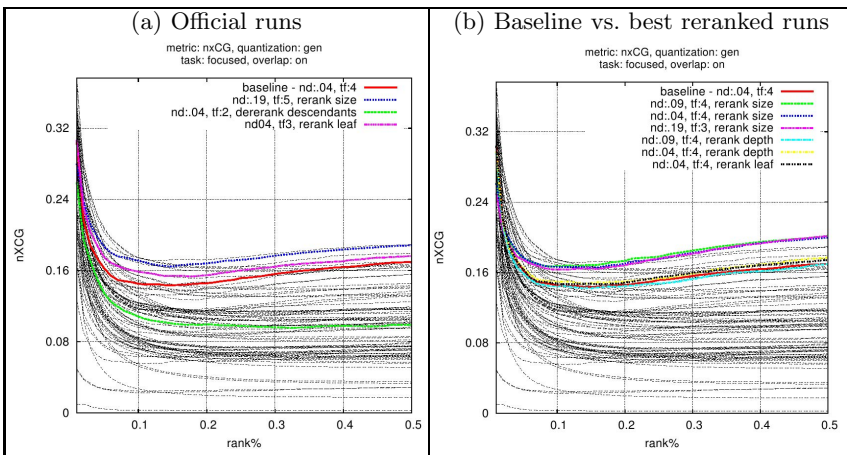 (a) Official runs
metric: nxCG, quantization: gen
task: focused, overlap: on
baseline - nd:.04, tf:4
nd:.19, tf:5, rerank size
nd:.04, tf:2, dererank descendants
nd04, tf3, rerank leaf
nXCG
0.32
0.24
0.16
0.08
0
0.1
0.2
0.3
0.4
0.5
rank%
(b) Baseline vs. best reranked runs
metric: nxCG, quantization: gen
task: focused, overlap: on
baseline - nd:.04, tf:4
nd:.09, tf:4, rerank size
nd:.04, tf:4, rerank size
nd:.19, tf:3, rerank size
nd:.09, tf:4, rerank depth
nd:.04, tf:4, rerank depth
nd:.04, tf:4, rerank leaf
nXCG
0.32
0.24
0.16
0.08
0
0.1
0.2
0.3
0.4
0.5
rank%